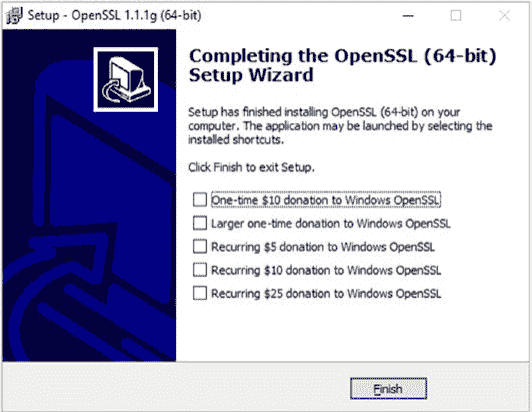 Setup - OpenSSL 1.1.1g (64-bit)
Completing the OpenSSL (64-bit)
Setup Wizard
Setup has finished installing OpenSSL (64-bit) on your
computer. The application may be launched by selecting the
installed shortcuts.
Click Finish to exit Setup.
One-time $10 donation to Windows OpenSSL
Larger one-time donation to Windows OpenSSL
Recurring $5 donation to Windows OpenSSL
Recurring $10 donation to Windows OpenSSL
Recurring $25 donation to Windows OpenSSL
Finish